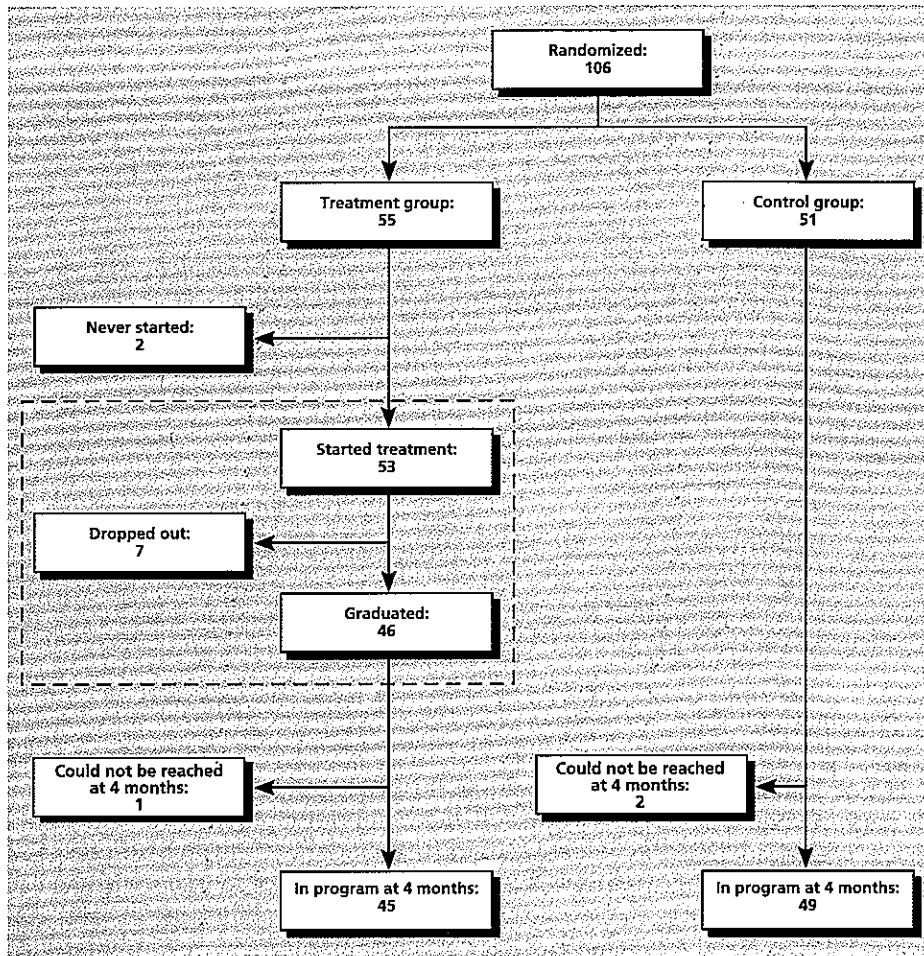 Randomized:
106
Treatment group:
55
Control group:
51
Never started:
2
Started treatment:
53
Dropped out:
7
Graduated:
46
Could not be reached
at 4 months:
1
Could not be reached
at 4 months:
2
In program at 4 months:
45
In program at 4 months:
49